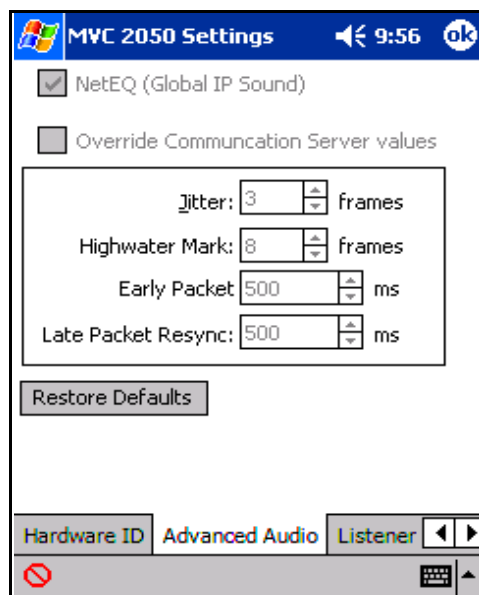 MVC 2050 Settings 9:56 ok
NetEQ (Global IP Sound)
Override Communcation Server values
Jitter: 3 frames
Highwater Mark: 8 frames
Early Packet 500 ms
Late Packet Resync: 500 ms
Restore Defaults
Hardware ID Advanced Audio Listener